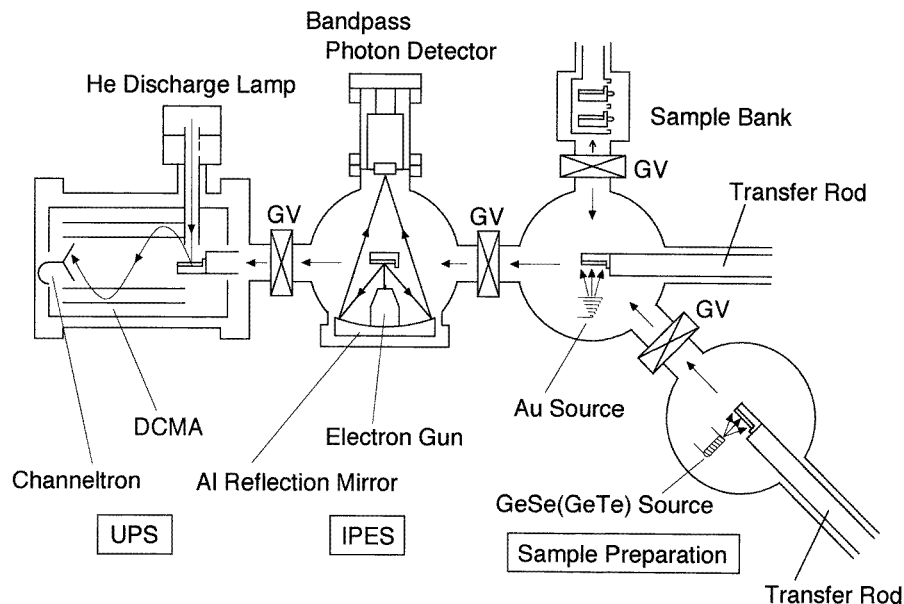 Bandpass
Photon Detector
He Discharge Lamp
Sample Bank
GV
Transfer Rod
GV
GV
GV
Au Source
DCMA
Electron Gun
Channeltron
Al Reflection Mirror
GeSe(GeTe) Source
UPS
IPES
Sample Preparation
Transfer Rod